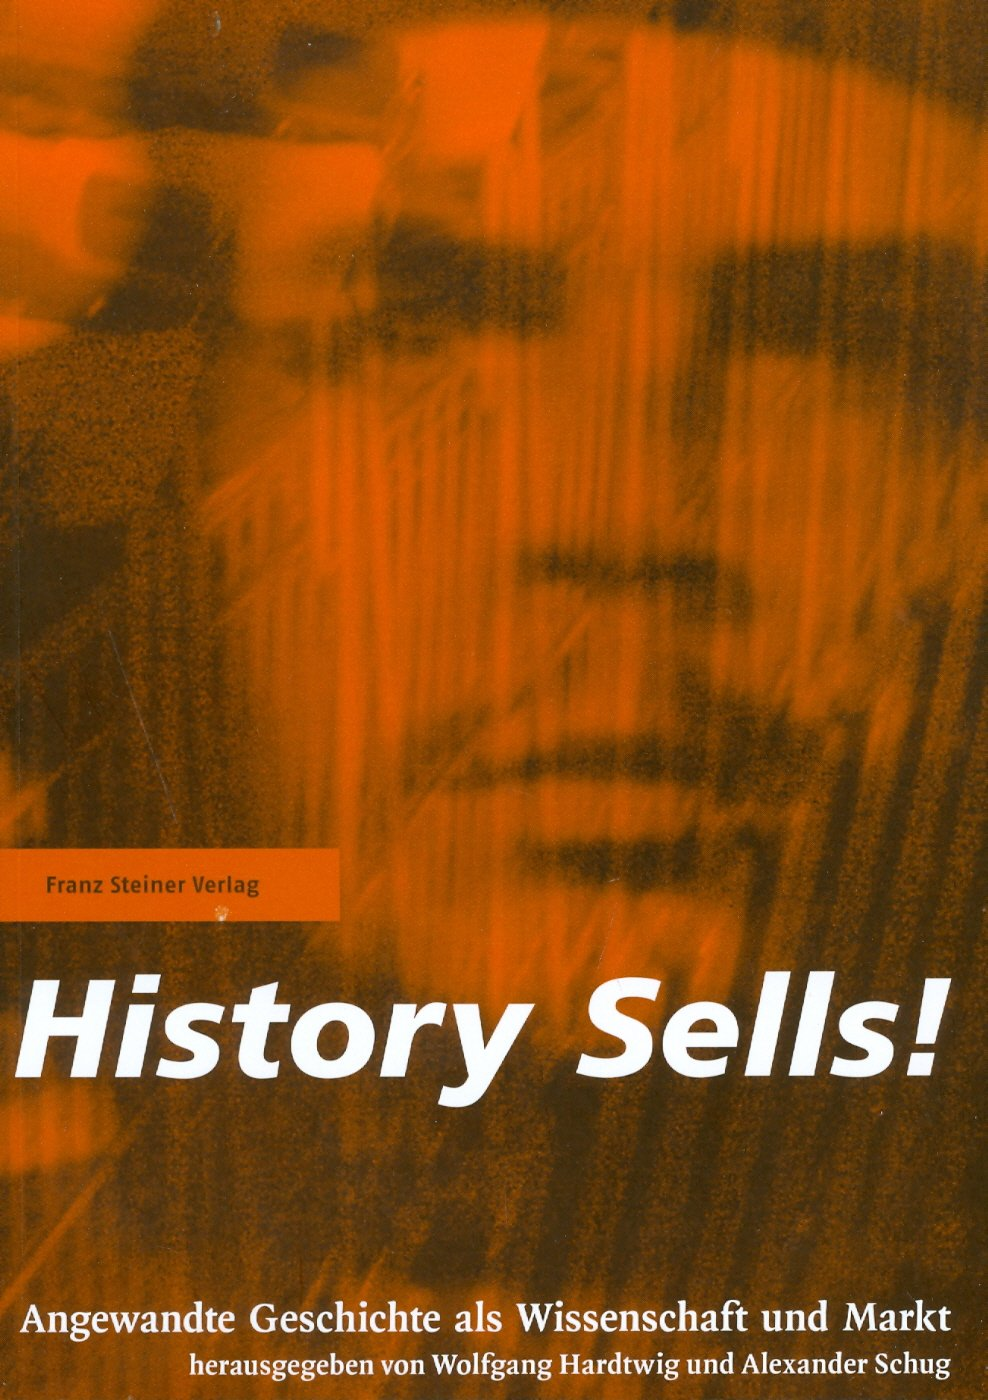 Franz Steiner Verlag
History Sells!
Angewandte Geschichte als Wissenschaft und Markt
herausgegeben von Wolfgang Hardtwig und Alexander Schug